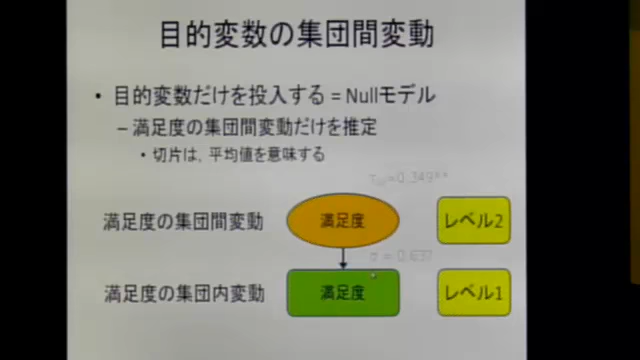 目的変数の集団間変動
• 目的変数だけを投入する = Nullモデル
– 満足度の集団間変動だけを推定
• 切片は、平均値を意味する
=0.349**
満足度の集団間変動 満足度 レベル2
= 0.637
満足度の集団内変動 満足度 レベル1